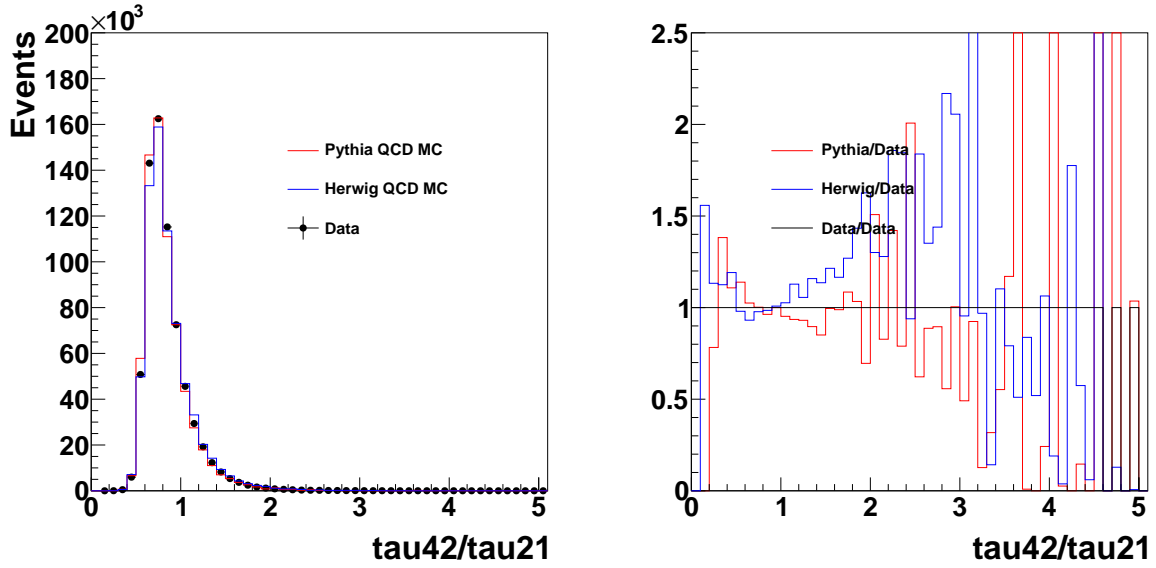 ×10³
200
180
160
140
120
100
80
60
40
20
0
Events
Pythia QCD MC
Herwig QCD MC
Data
0 1 2 3 4 5
tau42/tau21
2.5
2
1.5
1
0.5
0
Pythia/Data
Herwig/Data
Data/Data
0 1 2 3 4 5
tau42/tau21